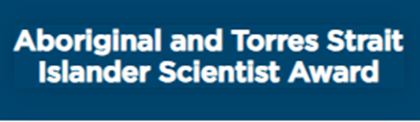 Aboriginal and Torres Strait
Islander Scientist Award